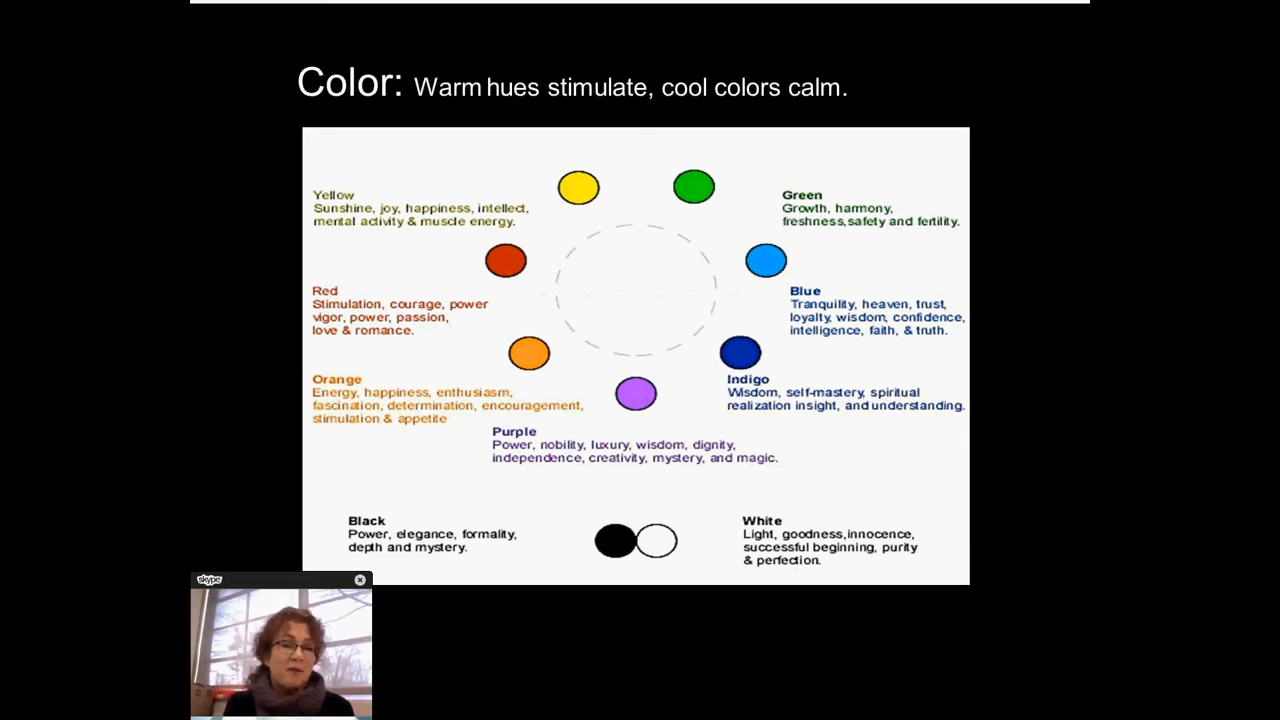 Color: Warm hues stimulate, cool colors calm.
Yellow
Sunshine, joy, happiness, intellect,
mental activity & muscle energy.
Green
Growth, harmony,
freshness,safety and fertility.
Red
Stimulation, courage, power
vigor, power, passion,
love & romance.
Blue
Tranquility, heaven, trust,
loyalty, wisdom, confidence,
intelligence, faith, & truth.
Orange
Energy, happiness, enthusiasm,
fascination, determination, encouragement,
stimulation & appetite
Indigo
Wisdom, self-mastery, spiritual
realization insight, and understanding.
Purple
Power, nobility, luxury, wisdom, dignity,
independence, creativity, mystery, and magic.
Black
Power, elegance, formality,
depth and mystery.
White
Light, goodness,innocence,
successful beginning, purity
& perfection.
skype